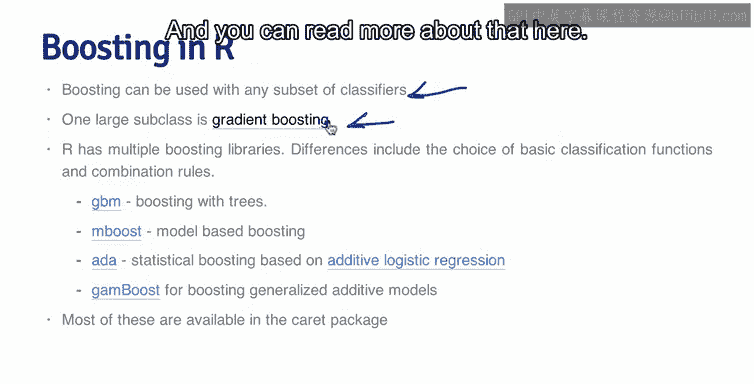 And you can read more about that here.
Boosting in R
· Boosting can be used with any subset of classifiers
· One large subclass is gradient boosting
· R has multiple boosting libraries. Differences include the choice of basic classification functions
and combination rules.
- gbm - boosting with trees.
- mboost - model based boosting
- ada - statistical boosting based on additive logistic regression
- gamBoost for boosting generalized additive models
· Most of these are available in the caret package